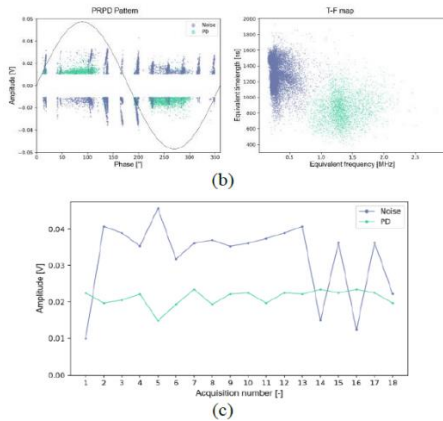 PRPD Pattern
Noise
PD
Amplitude [V]
0.06
0.04
0.02
0.00
−0.02
−0.04
−0.06
0 50 100 150 200 250 300 350
Phase [°]
T-F map
Equivalent timelength [ns]
1600
1400
1200
1000
800
600
400
0.5 1.0 1.5 2.0 2.5
Equivalent frequency [MHz]
(b)
Noise
PD
Amplitude [V]
0.04
0.03
0.02
0.01
0.00
1 2 3 4 5 6 7 8 9 10 11 12 13 14 15 16 17 18
Acquisition number [-]
(c)